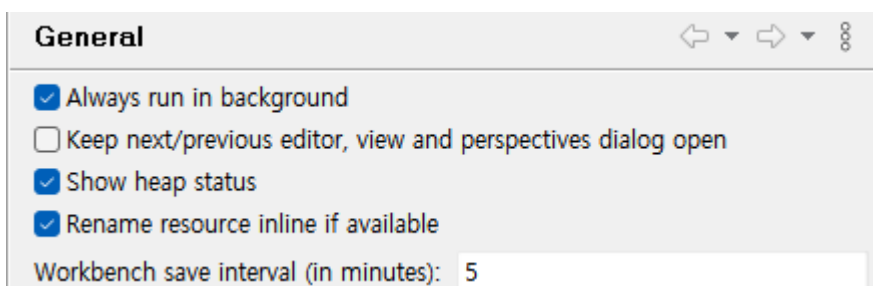 General
Always run in background
Keep next/previous editor, view and perspectives dialog open
Show heap status
Rename resource inline if available
Workbench save interval (in minutes): 5